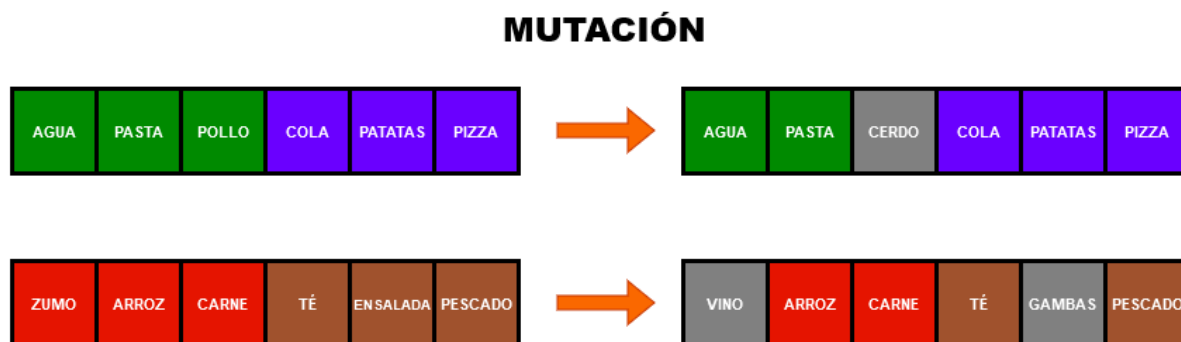 MUTACIÓN
AGUA PASTA POLLO COLA PATATAS PIZZA AGUA PASTA CERDO COLA PATATAS PIZZA
ZUMO ARROZ CARNE TÉ ENSALADA PESCADO VINO ARROZ CARNE TÉ GAMBAS PESCADO